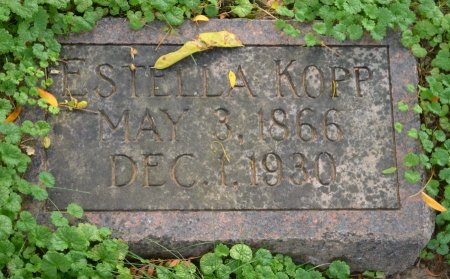 ESTELLA KOPP
MAY 3, 1866
DEC. 1, 1930